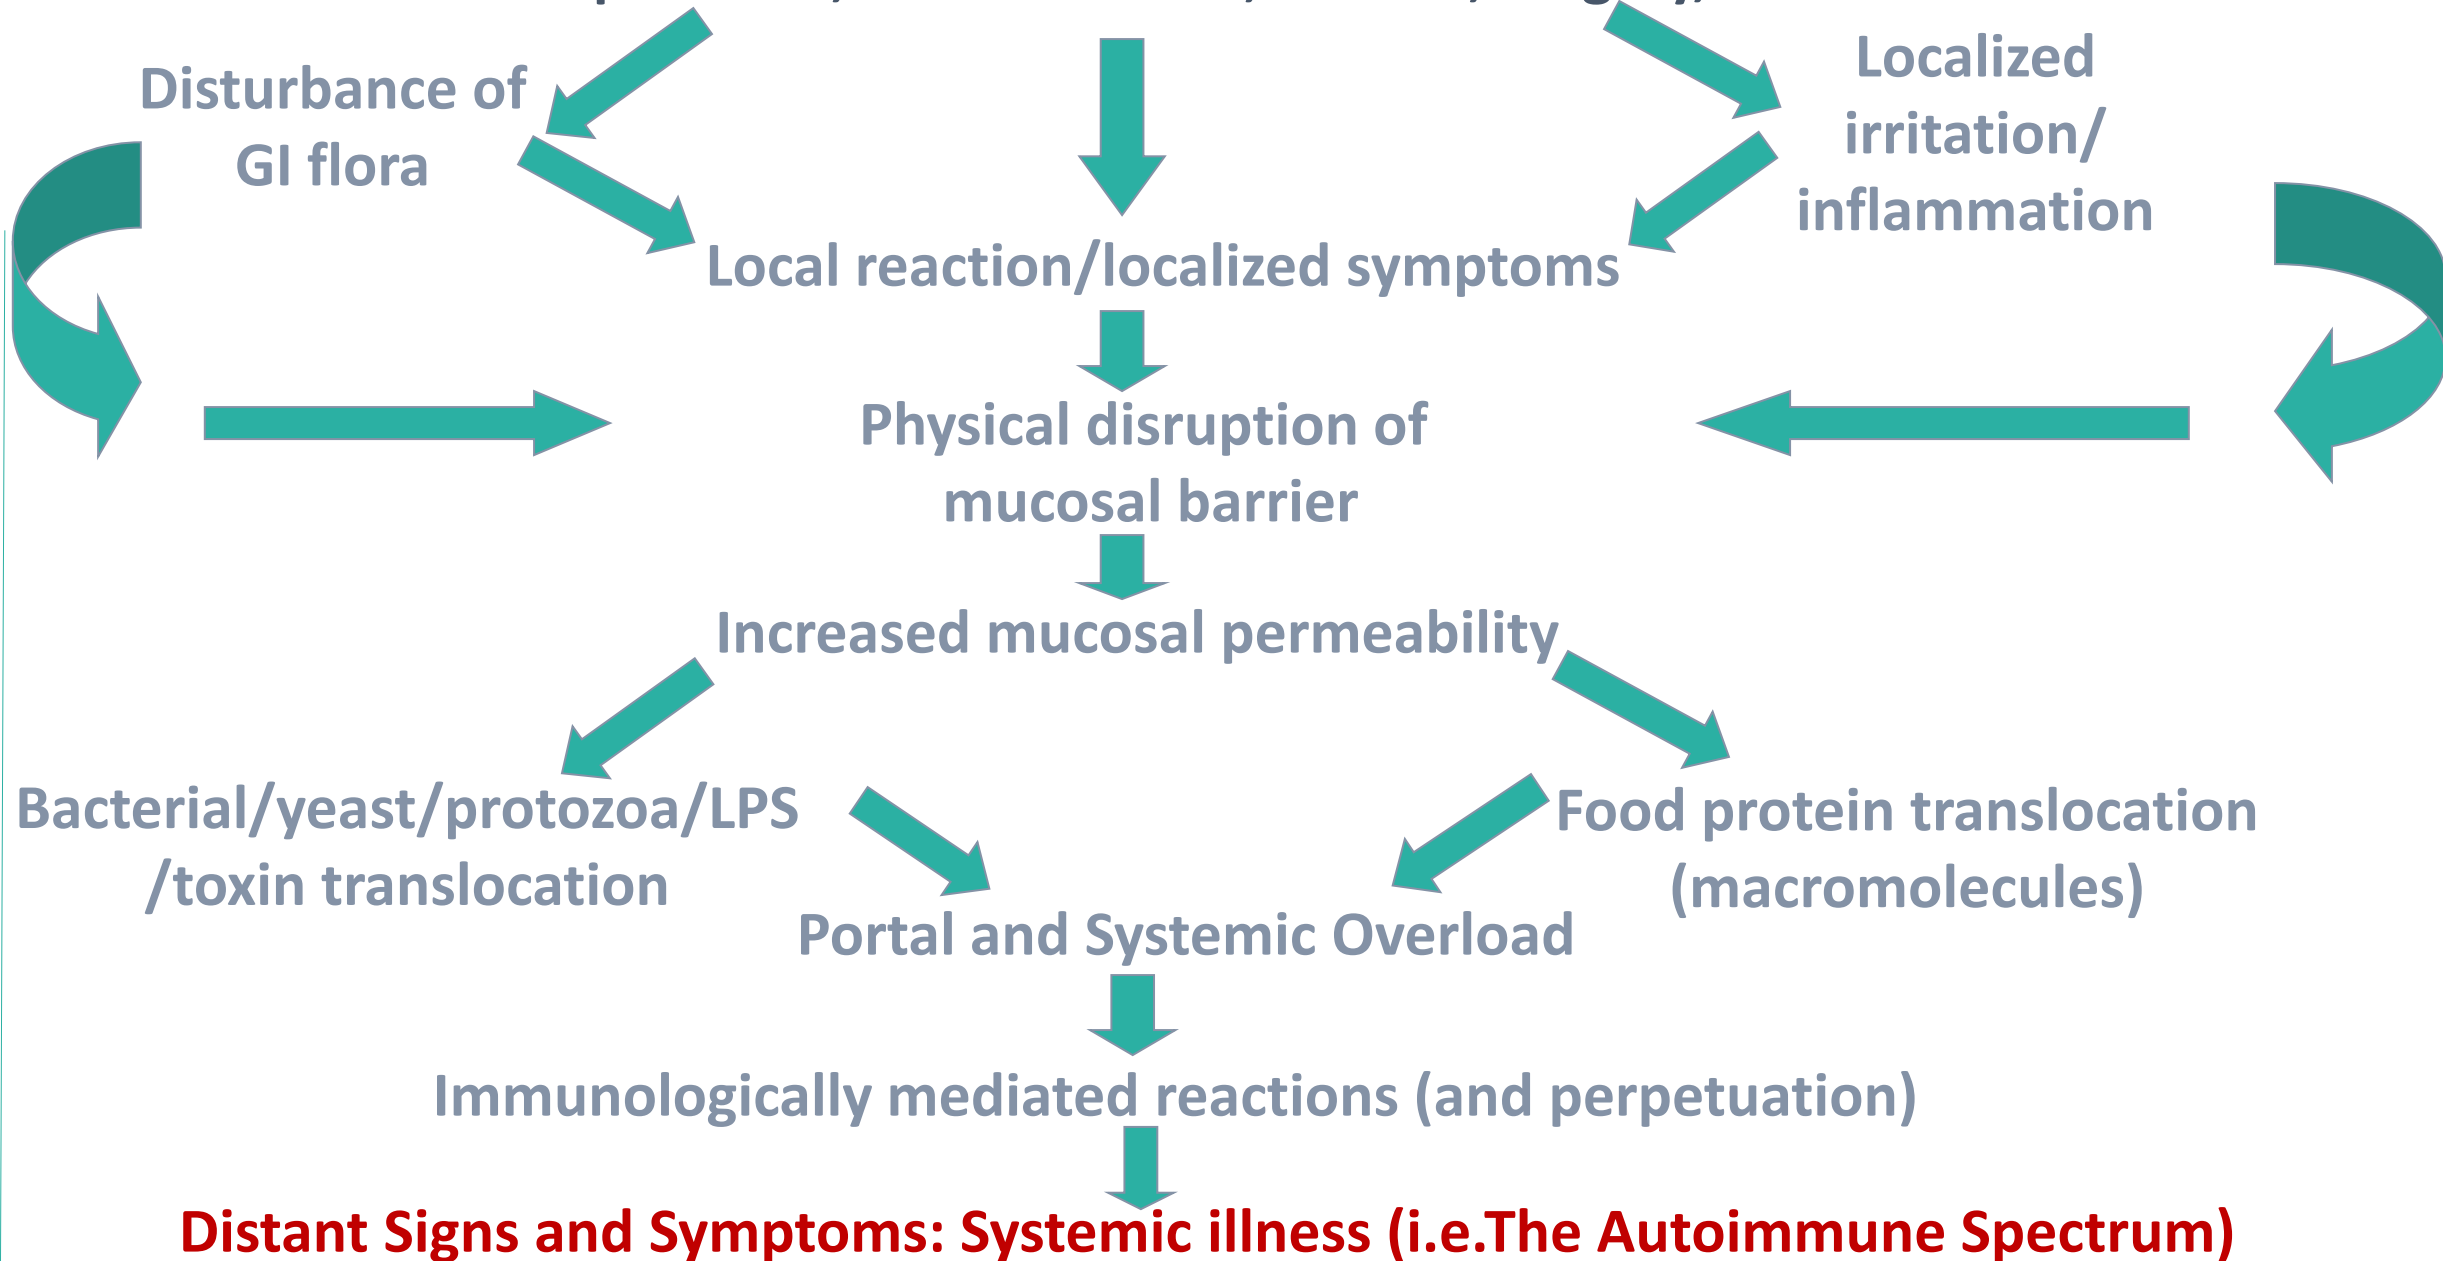 Disturbance of
GI flora
Localized
irritation/
inflammation
Local reaction/localized symptoms
Physical disruption of
mucosal barrier
Increased mucosal permeability
Bacterial/yeast/protozoa/LPS
/toxin translocation
Food protein translocation
(macromolecules)
Portal and Systemic Overload
Immunologically mediated reactions (and perpetuation)
Distant Signs and Symptoms: Systemic illness (i.e.The Autoimmune Spectrum)